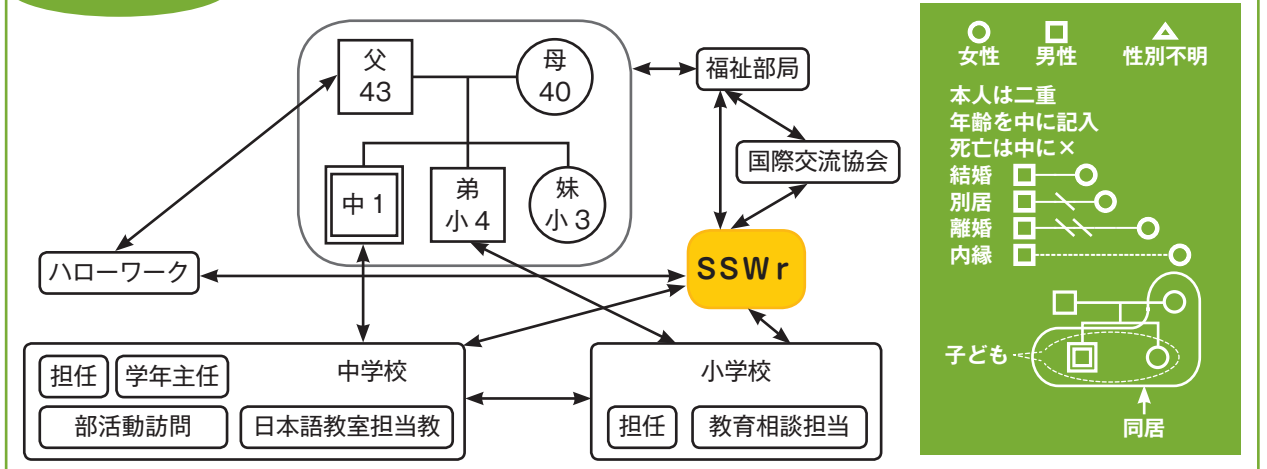 父
43
母
40
中1
弟
小4
妹
小3
福祉部局
国際交流協会
SSWr
ハローワーク
中学校
担任
学年主任
部活動訪問
日本語教室担当教
小学校
担任
教育相談担当
女性
男性
性別不明
本人は二重
年齢を中に記入
死亡は中に×
結婚
別居
離婚
内縁
子ども
同居